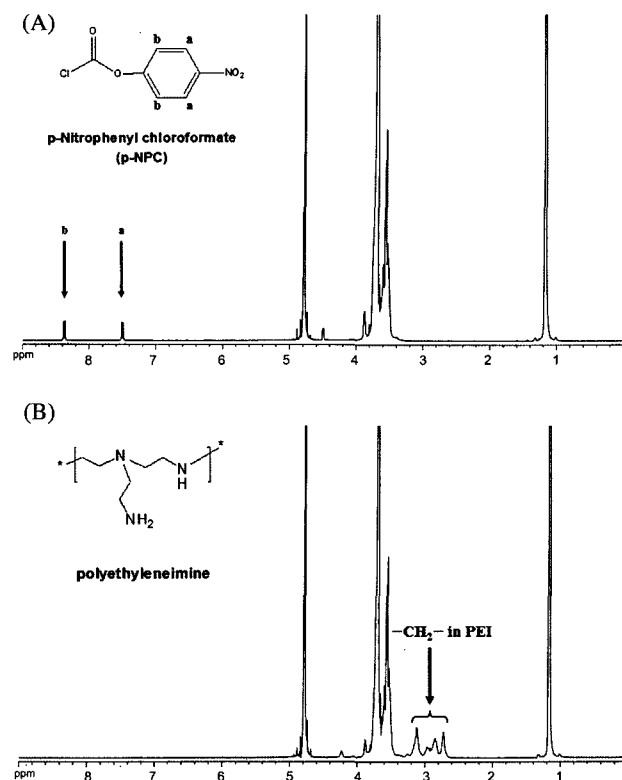 (A)
O
b a
Cl O NO₂
b a
p-Nitrophenyl chloroformate
(p-NPC)
b a
ppm 8 7 6 5 4 3 2 1
(B)
* N N *
H
NH₂
polyethyleneimine
—CH₂— in PEI
ppm 8 7 6 5 4 3 2 1